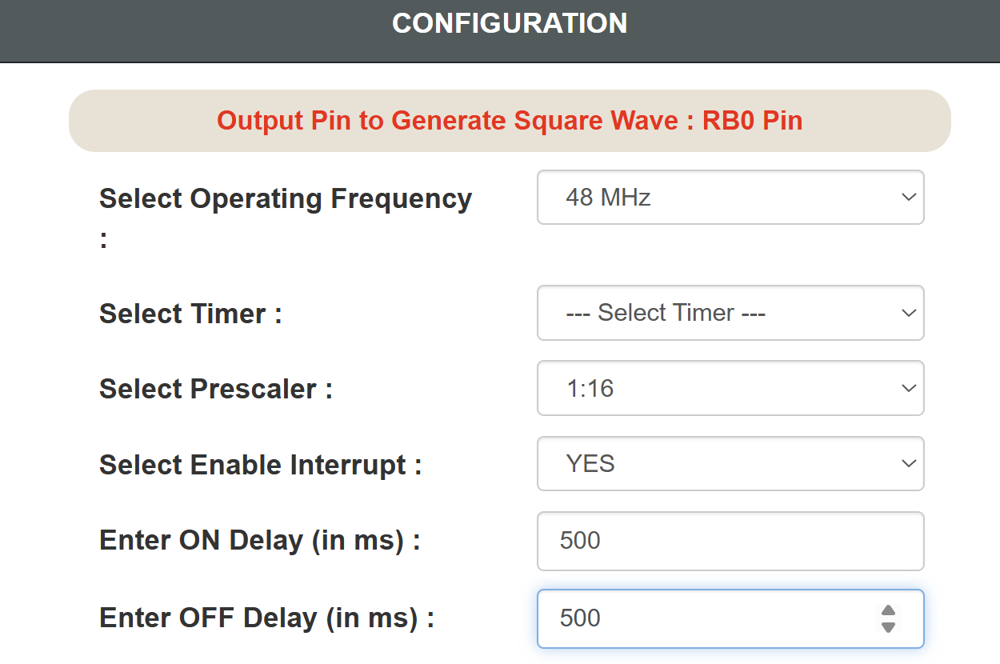 CONFIGURATION
Output Pin to Generate Square Wave : RB0 Pin
Select Operating Frequency
:
48 MHz
Select Timer :
--- Select Timer ---
Select Prescaler :
1:16
Select Enable Interrupt :
YES
Enter ON Delay (in ms) :
500
Enter OFF Delay (in ms) :
500